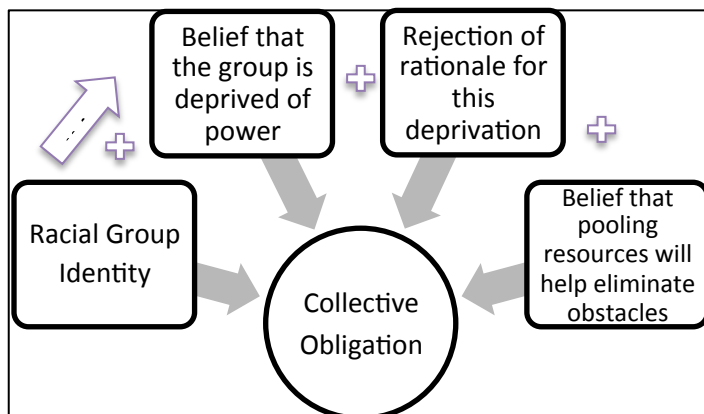 Belief that
the group is
deprived of
power
Rejection of
rationale for
this
deprivation
Racial Group
Identity
Belief that
pooling
resources will
help eliminate
obstacles
Collective
Obligation